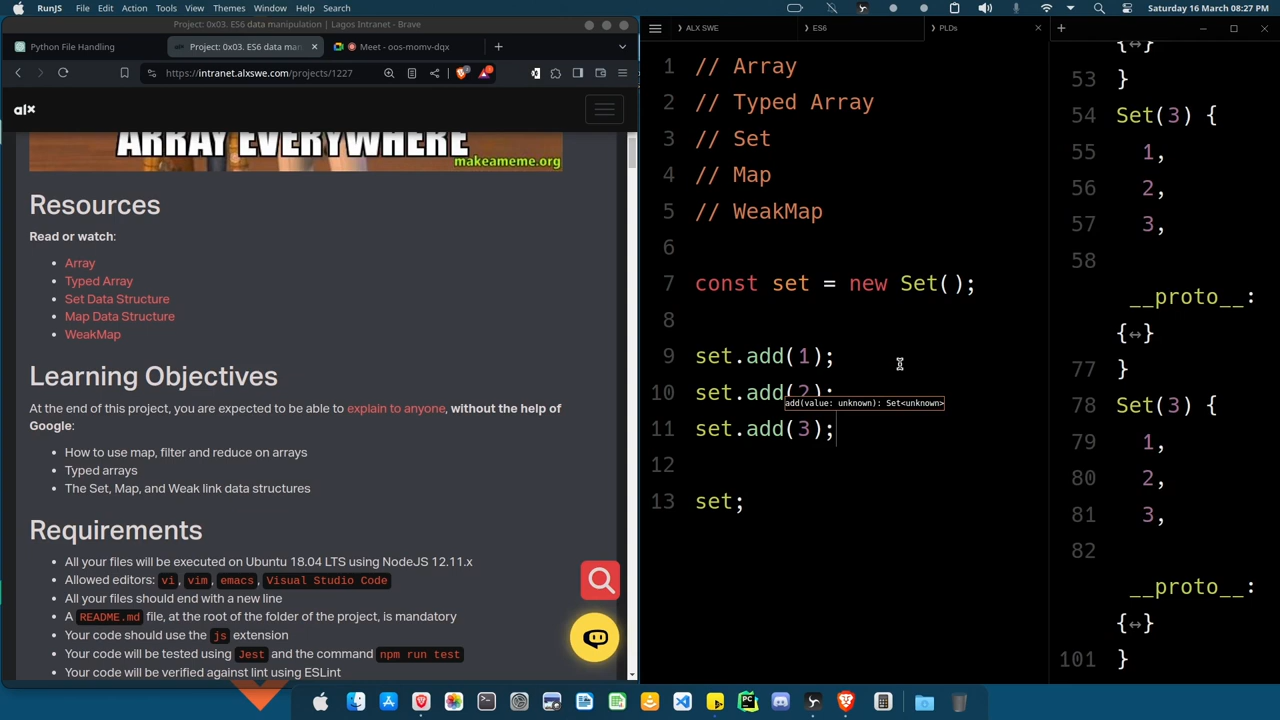 RunJS File Edit Action Tools View Themes Window Help Search
Saturday 16 March 08:27 PM
Project: 0x03. ES6 data manipulation | Lagos Intranet - Brave
Python File Handling
Project: 0x03. ES6 data man
Meet - oos-momv-dqx
https://intranet.alxswe.com/projects/1227
alx
ARRAY EVERYWHERE
makeameme.org
Resources
Read or watch:
Array
Typed Array
Set Data Structure
Map Data Structure
WeakMap
Learning Objectives
At the end of this project, you are expected to be able to explain to anyone, without the help of
Google:
How to use map, filter and reduce on arrays
Typed arrays
The Set, Map, and Weak link data structures
Requirements
All your files will be executed on Ubuntu 18.04 LTS using NodeJS 12.11.x
Allowed editors: vi, vim, emacs, Visual Studio Code
All your files should end with a new line
A README.md file, at the root of the folder of the project, is mandatory
Your code should use the js extension
Your code will be tested using Jest and the command npm run test
Your code will be verified against lint using ESLint
ALX SWE
ES6
PLDs
1 // Array
2 // Typed Array
3 // Set
4 // Map
5 // WeakMap
6
7 const set = new Set();
8
9 set.add(1);
10 set.add(2);
add(value: unknown): Set<unknown>
11 set.add(3);
12
13 set;
{↔}
53 }
54 Set(3) {
55 1,
56 2,
57 3,
58
__proto__:
{↔}
77 }
78 Set(3) {
79 1,
80 2,
81 3,
82
__proto__:
{↔}
101 }